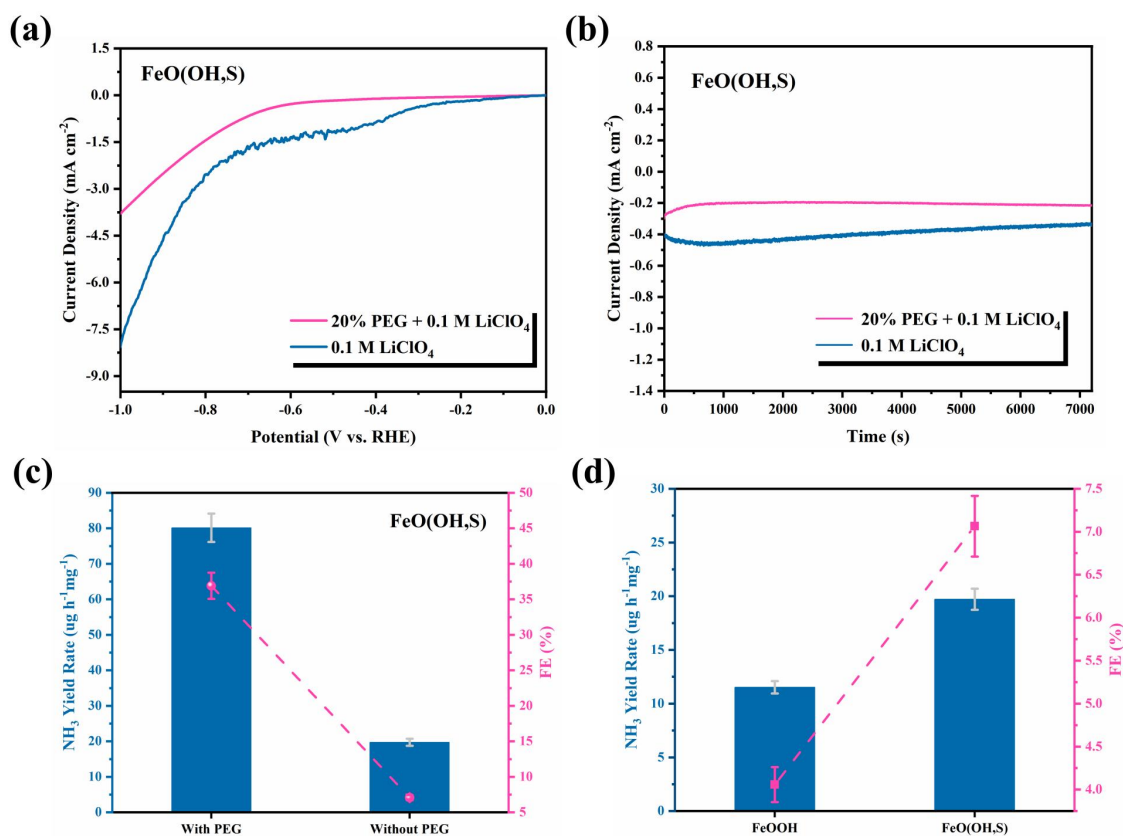 (a)
1.5
0.0
-1.5
-3.0
-4.5
-6.0
-7.5
-9.0
Current Density (mA cm⁻²)
FeO(OH,S)
20% PEG + 0.1 M LiClO₄
0.1 M LiClO₄
-1.0 -0.8 -0.6 -0.4 -0.2 0.0
Potential (V vs. RHE)
(b)
0.8
0.6
0.4
0.2
0.0
-0.2
-0.4
-0.6
-0.8
-1.0
-1.2
-1.4
Current Density (mA cm⁻²)
FeO(OH,S)
20% PEG + 0.1 M LiClO₄
0.1 M LiClO₄
0 1000 2000 3000 4000 5000 6000 7000
Time (s)
(c)
90
80
70
60
50
40
30
20
10
0
NH₃ Yield Rate (ug h⁻¹mg⁻¹)
FeO(OH,S)
50
45
40
35
30
25
20
15
10
5
FE (%)
With PEG Without PEG
(d)
30
25
20
15
10
5
0
NH₃ Yield Rate (ug h⁻¹mg⁻¹)
7.5
7.0
6.5
6.0
5.5
5.0
4.5
4.0
FE (%)
FeOOH FeO(OH,S)